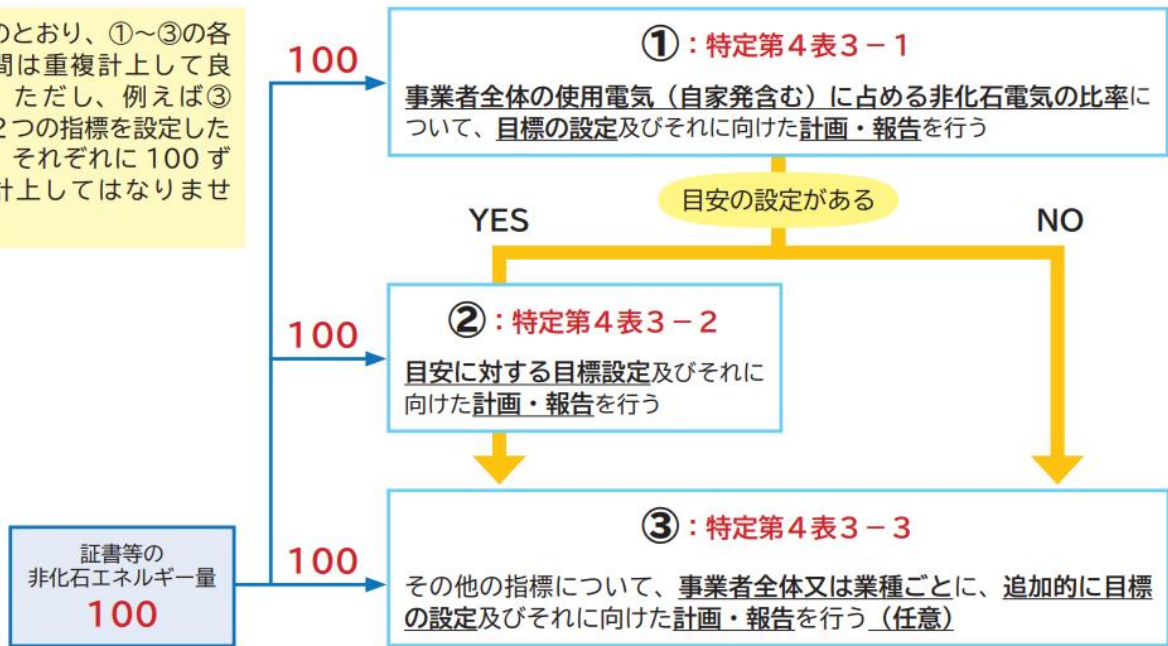 のとおり、①～③の各
間は重複計上して良
ただし、例えば③
2つの指標を設定した
それぞれに100ず
計上してはなりませ
100
①：特定第4表3－1
事業者全体の使用電気（自家発含む）に占める非化石電気の比率に
ついて、目標の設定及びそれに向けた計画・報告を行う
目安の設定がある
YES
NO
100
②：特定第4表3－2
目安に対する目標設定及びそれに
向けた計画・報告を行う
証書等の
非化石エネルギー量
100
100
③：特定第4表3－3
その他の指標について、事業者全体又は業種ごとに、追加的に目標
の設定及びそれに向けた計画・報告を行う（任意）